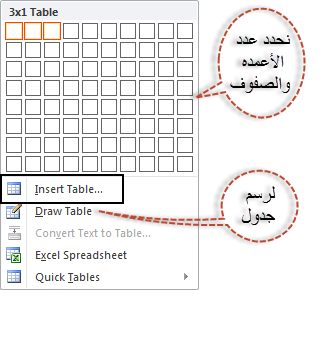 3x1 Table
نحدد عدد
الأعمده
والصفوف
Insert Table...
Draw Table
لرسم
جدول
Convert Text to Table...
Excel Spreadsheet
Quick Tables